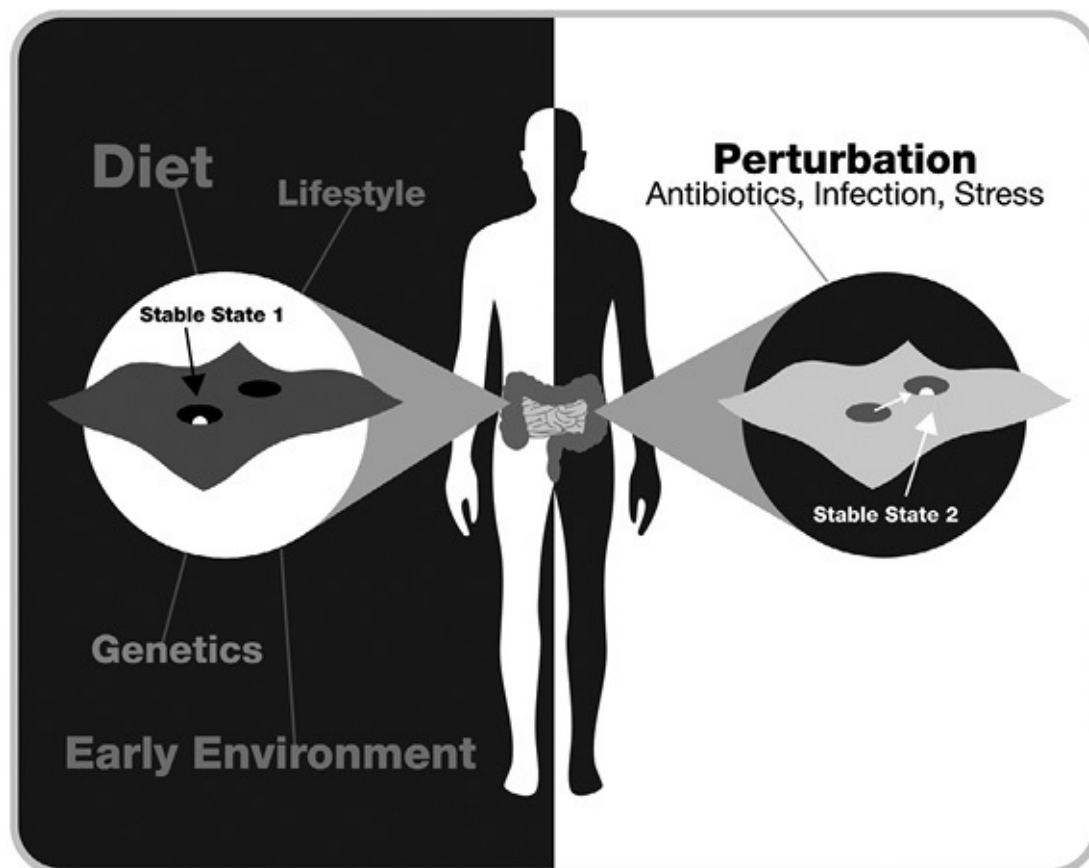 Diet
Lifestyle
Stable State 1
Genetics
Early Environment
Perturbation
Antibiotics, Infection, Stress
Stable State 2